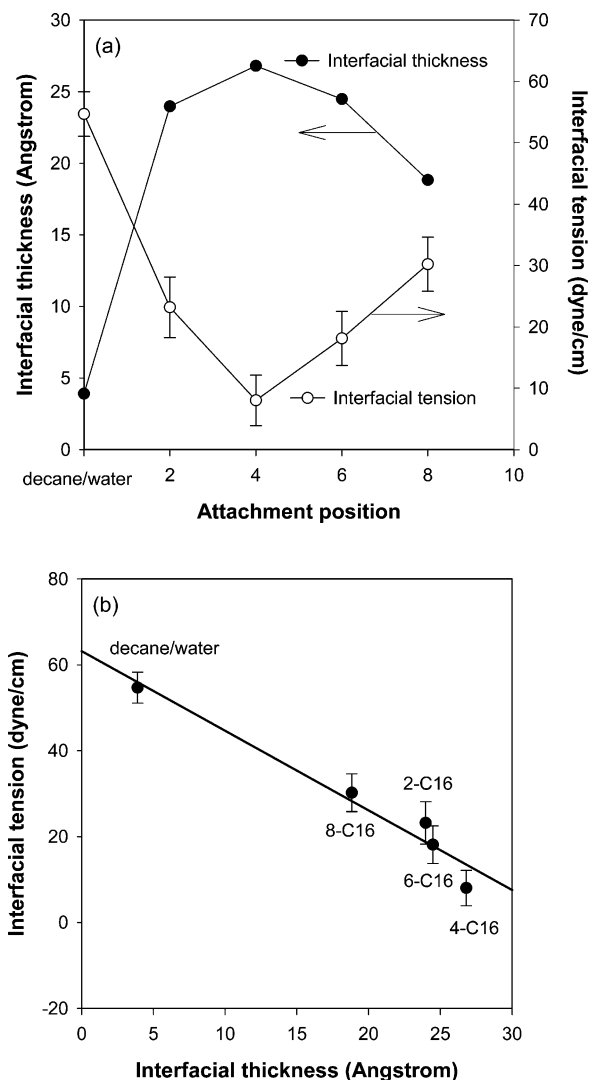 (a)
Interfacial thickness
Interfacial tension
30
25
20
15
10
5
0
Interfacial thickness (Angstrom)
70
60
50
40
30
20
10
0
Interfacial tension (dyne/cm)
decane/water 2 4 6 8 10
Attachment position
(b)
decane/water
2-C16
8-C16
6-C16
4-C16
80
60
40
20
0
-20
Interfacial tension (dyne/cm)
0 5 10 15 20 25 30
Interfacial thickness (Angstrom)